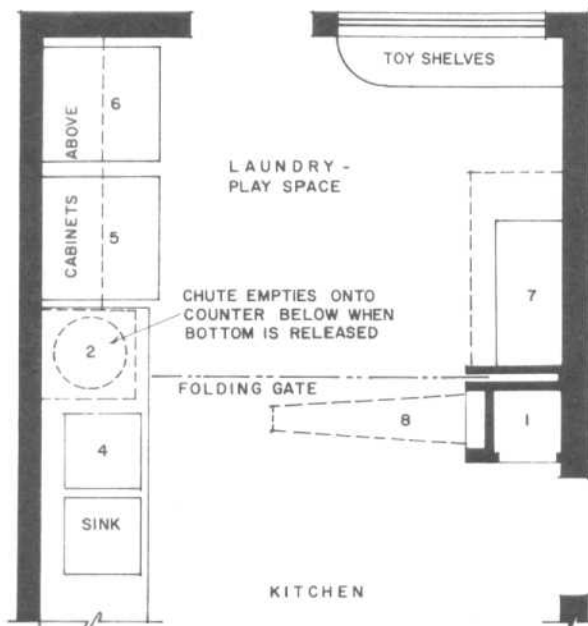 TOY SHELVES
6
ABOVE
LAUNDRY -
PLAY SPACE
5
CABINETS
7
CHUTE EMPTIES ONTO
COUNTER BELOW WHEN
BOTTOM IS RELEASED
2
FOLDING GATE
8
1
4
SINK
KITCHEN